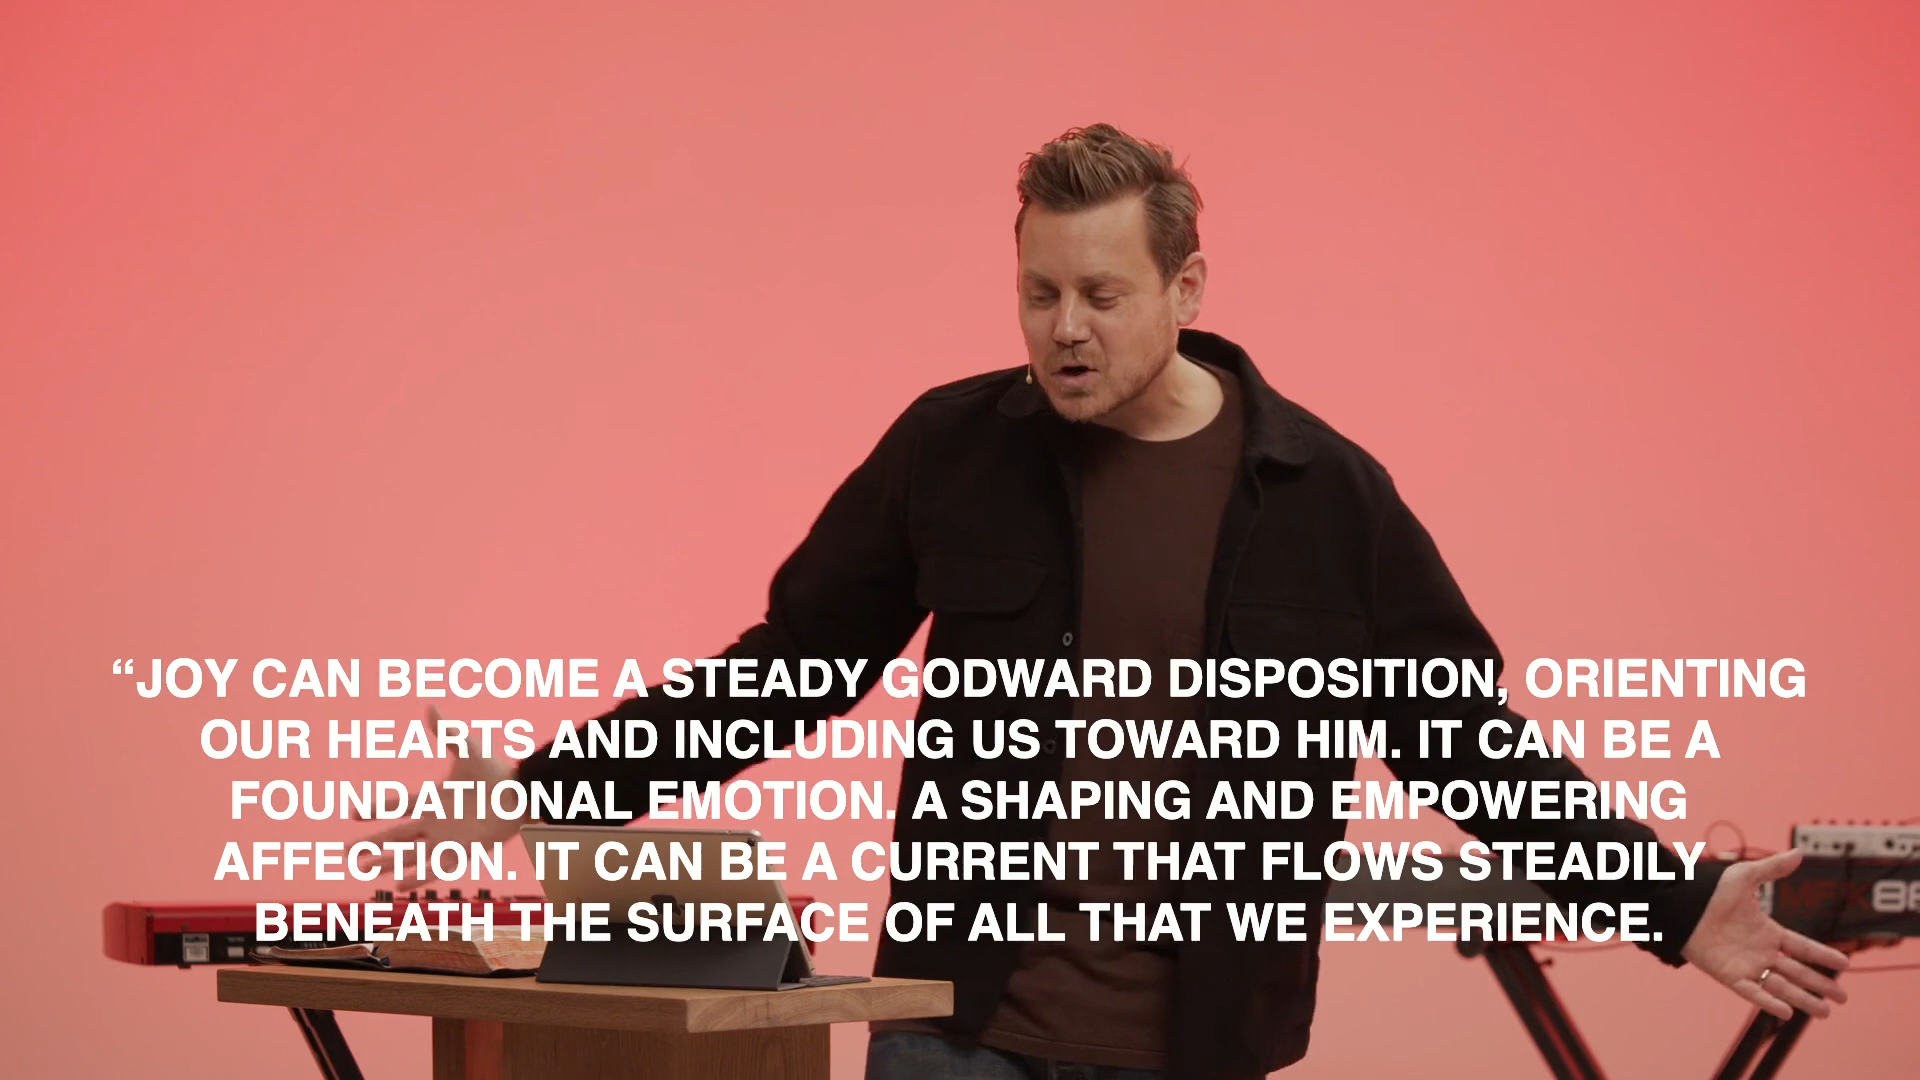 “JOY CAN BECOME A STEADY GODWARD DISPOSITION, ORIENTING
OUR HEARTS AND INCLUDING US TOWARD HIM. IT CAN BE A
FOUNDATIONAL EMOTION. A SHAPING AND EMPOWERING
AFFECTION. IT CAN BE A CURRENT THAT FLOWS STEADILY
BENEATH THE SURFACE OF ALL THAT WE EXPERIENCE.